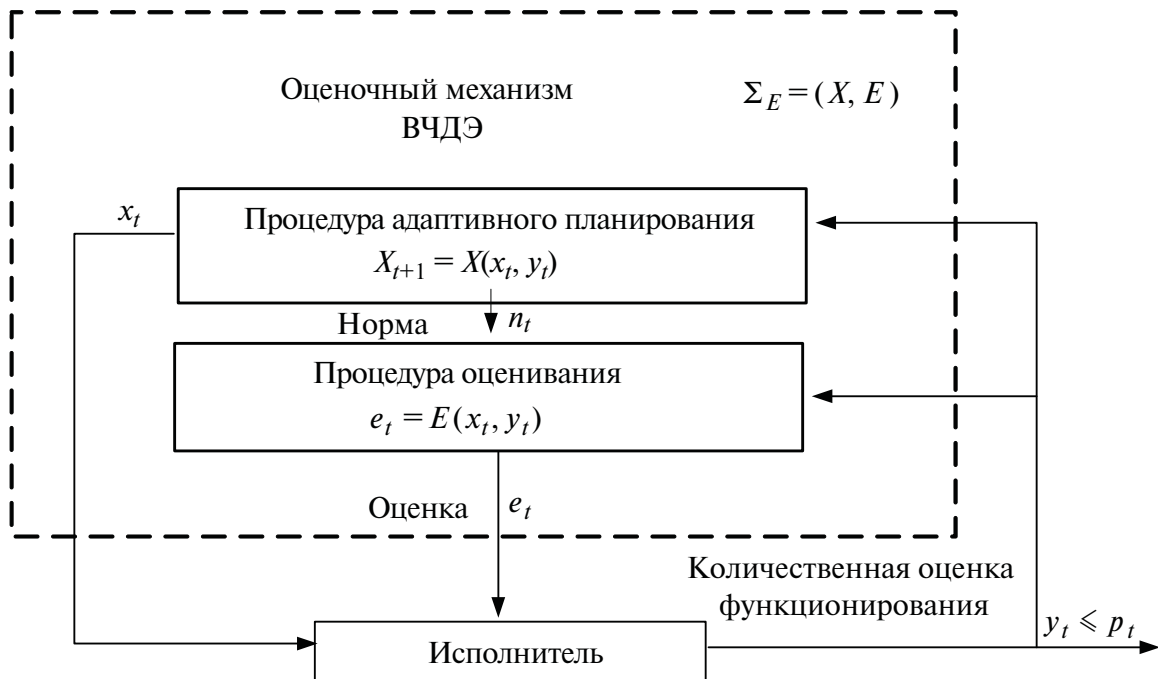 Оценочный механизм
ВЧДЭ
Σ_E = (X, E)
x_t
Процедура адаптивного планирования
X_{t+1} = X(x_t, y_t)
Норма n_t
Процедура оценивания
e_t = E(x_t, y_t)
Оценка e_t
Количественная оценка
функционирования
y_t ⩽ p_t
Исполнитель